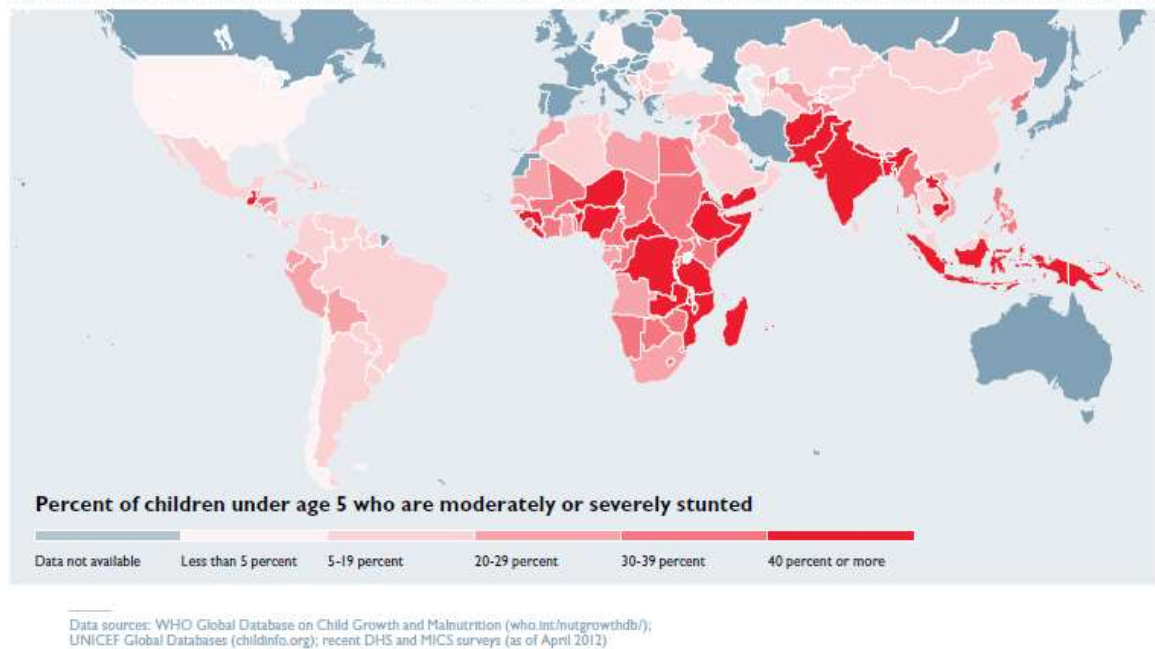 Percent of children under age 5 who are moderately or severely stunted
Data not available
Less than 5 percent
5-19 percent
20-29 percent
30-39 percent
40 percent or more
Data sources: WHO Global Database on Child Growth and Malnutrition (who.int/nutgrowthdb/);
UNICEF Global Databases (childinfo.org); recent DHS and MICS surveys (as of April 2012)